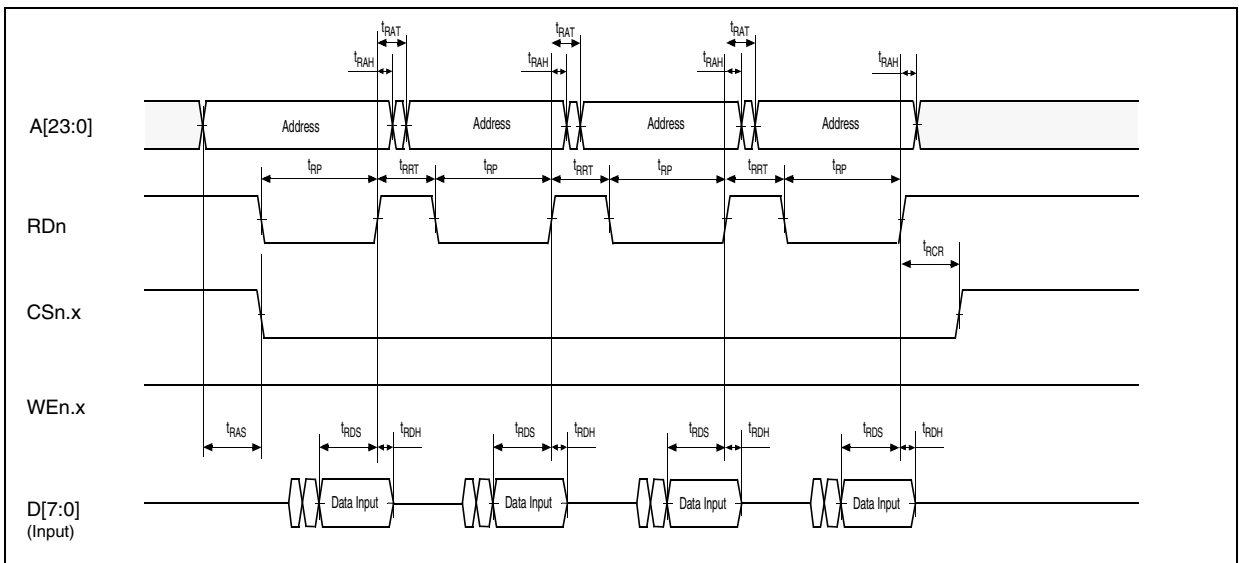 tRAT tRAT tRAT
tRAH tRAH tRAH tRAH
A[23:0] Address Address Address Address
tRP tRRT tRP tRRT tRP tRRT tRP
RDn
tRCR
CSn.x
WEn.x
tRAS tRDS tRDH tRDS tRDH tRDS tRDH tRDS tRDH
D[7:0] Data Input Data Input Data Input Data Input
(Input)